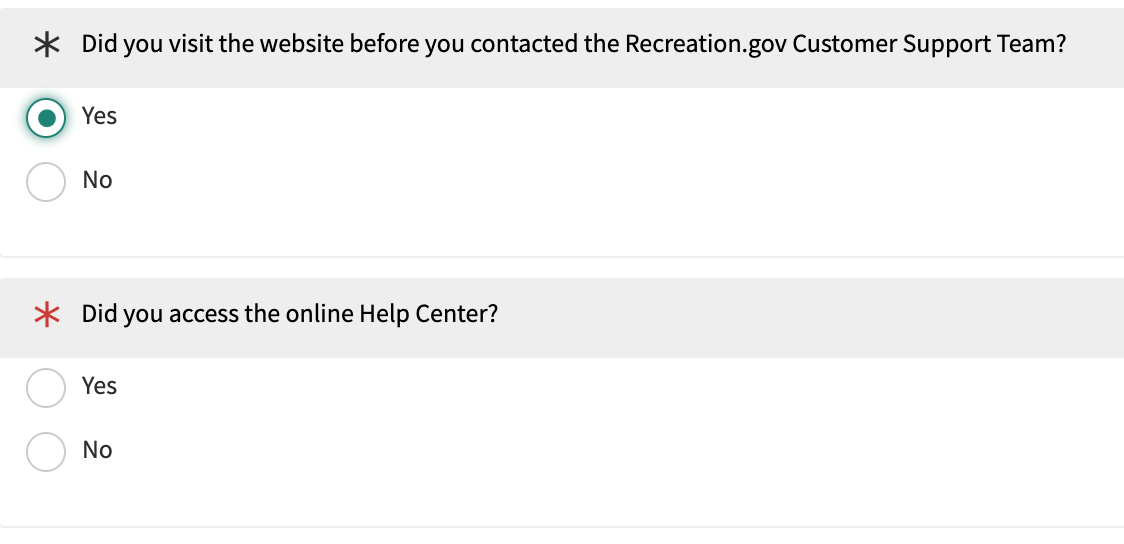 * Did you visit the website before you contacted the Recreation.gov Customer Support Team?
Yes
No
* Did you access the online Help Center?
Yes
No